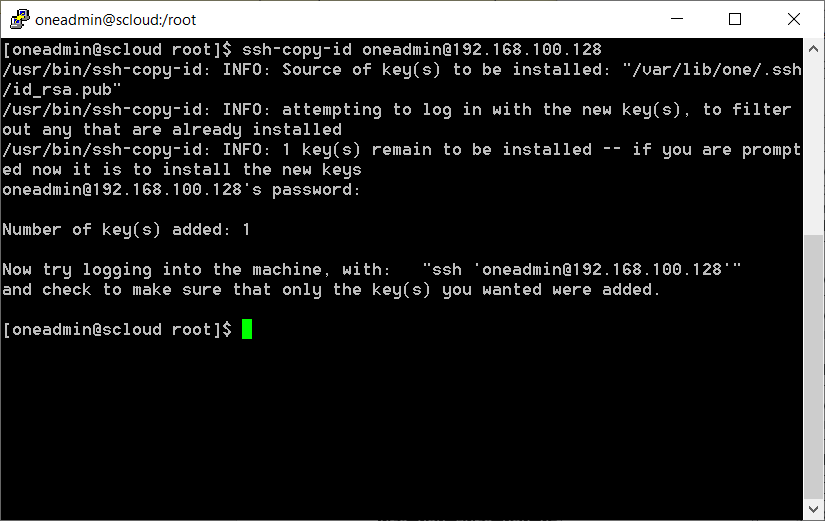 oneadmin@scloud:/root
[oneadmin@scloud root]$ ssh-copy-id oneadmin@192.168.100.128
/usr/bin/ssh-copy-id: INFO: Source of key(s) to be installed: "/var/lib/one/.ssh
/id_rsa.pub"
/usr/bin/ssh-copy-id: INFO: attempting to log in with the new key(s), to filter
out any that are already installed
/usr/bin/ssh-copy-id: INFO: 1 key(s) remain to be installed -- if you are prompt
ed now it is to install the new keys
oneadmin@192.168.100.128's password:
Number of key(s) added: 1
Now try logging into the machine, with:   "ssh 'oneadmin@192.168.100.128'"
and check to make sure that only the key(s) you wanted were added.
[oneadmin@scloud root]$